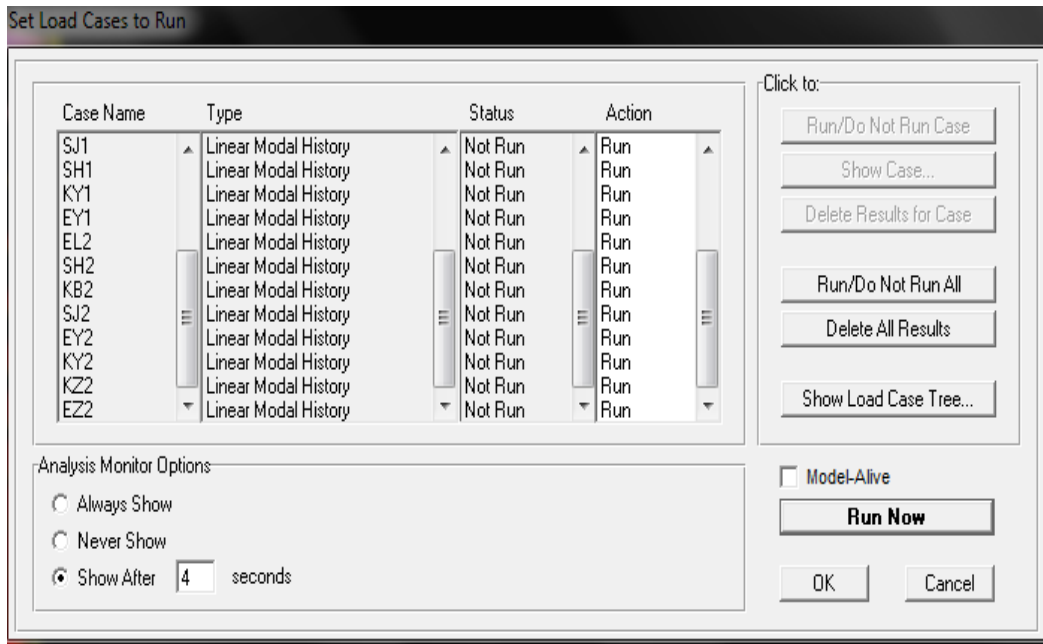 Set Load Cases to Run
Click to:
Case Name Type Status Action
SJ1 Linear Modal History Not Run Run
SH1 Linear Modal History Not Run Run
KY1 Linear Modal History Not Run Run
EY1 Linear Modal History Not Run Run
EL2 Linear Modal History Not Run Run
SH2 Linear Modal History Not Run Run
KB2 Linear Modal History Not Run Run
SJ2 Linear Modal History Not Run Run
EY2 Linear Modal History Not Run Run
KY2 Linear Modal History Not Run Run
KZ2 Linear Modal History Not Run Run
EZ2 Linear Modal History Not Run Run
Run/Do Not Run Case
Show Case...
Delete Results for Case
Run/Do Not Run All
Delete All Results
Show Load Case Tree...
Analysis Monitor Options
Always Show
Never Show
Show After 4 seconds
Model-Alive
Run Now
OK Cancel